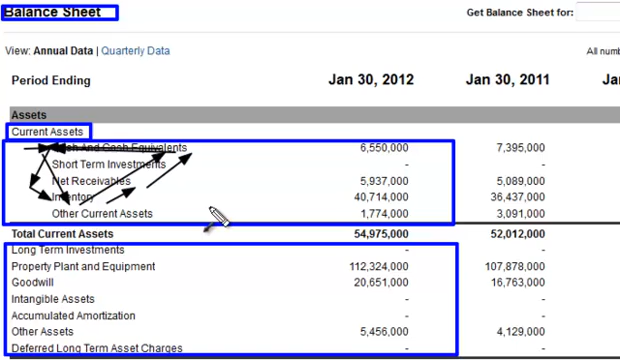 Balance Sheet
Get Balance Sheet for:
View: Annual Data | Quarterly Data
All numb
Period Ending Jan 30, 2012 Jan 30, 2011 Ja
Assets
Current Assets
Cash And Cash Equivalents 6,550,000 7,395,000
Short Term Investments - -
Net Receivables 5,937,000 5,089,000
Inventory 40,714,000 36,437,000
Other Current Assets 1,774,000 3,091,000
Total Current Assets 54,975,000 52,012,000
Long Term Investments - -
Property Plant and Equipment 112,324,000 107,878,000
Goodwill 20,651,000 16,763,000
Intangible Assets - -
Accumulated Amortization - -
Other Assets 5,456,000 4,129,000
Deferred Long Term Asset Charges - -